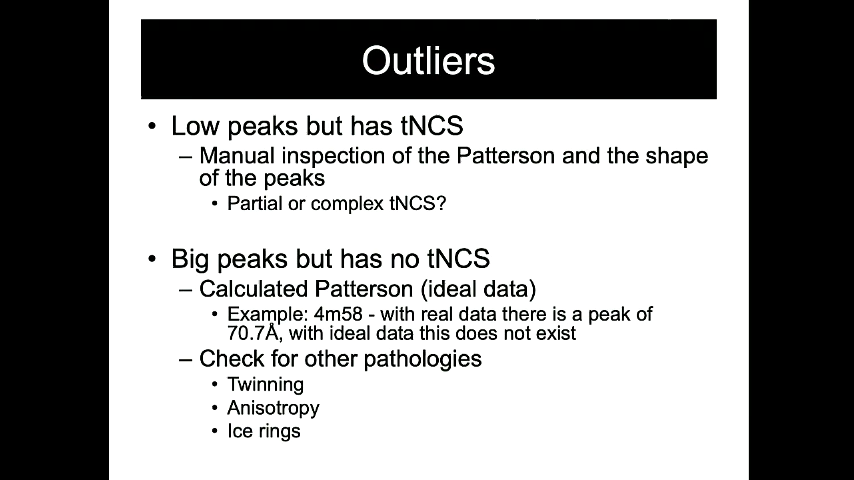 Outliers
• Low peaks but has tNCS
– Manual inspection of the Patterson and the shape
of the peaks
• Partial or complex tNCS?
• Big peaks but has no tNCS
– Calculated Patterson (ideal data)
• Example: 4m58 - with real data there is a peak of
70.7Å, with ideal data this does not exist
– Check for other pathologies
• Twinning
• Anisotropy
• Ice rings